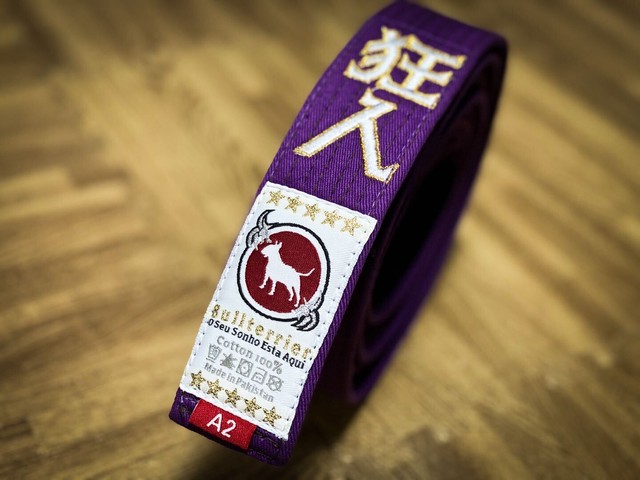 狂人
Bullterrier
O Seu Sonho Esta Aqui
Cotton 100%
Made in Pakistan
A2